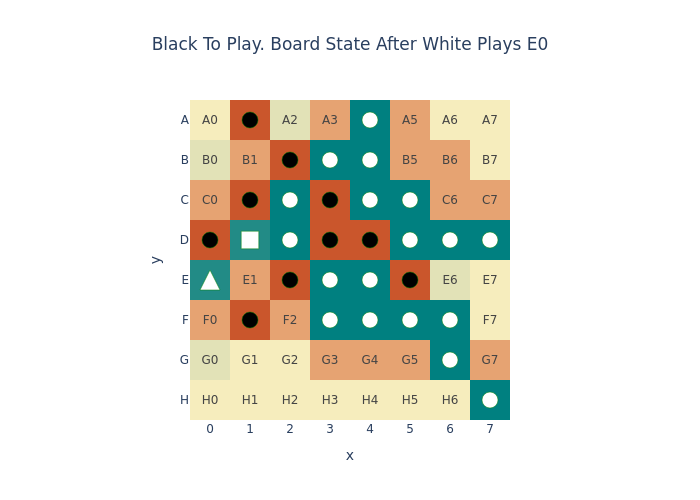 Black To Play. Board State After White Plays E0
A A0 A2 A3 A5 A6 A7
B B0 B1 B5 B6 B7
C C0 C6 C7
D
E E1 E6 E7
F F0 F2 F7
G G0 G1 G2 G3 G4 G5 G7
H H0 H1 H2 H3 H4 H5 H6
0 1 2 3 4 5 6 7
x
y